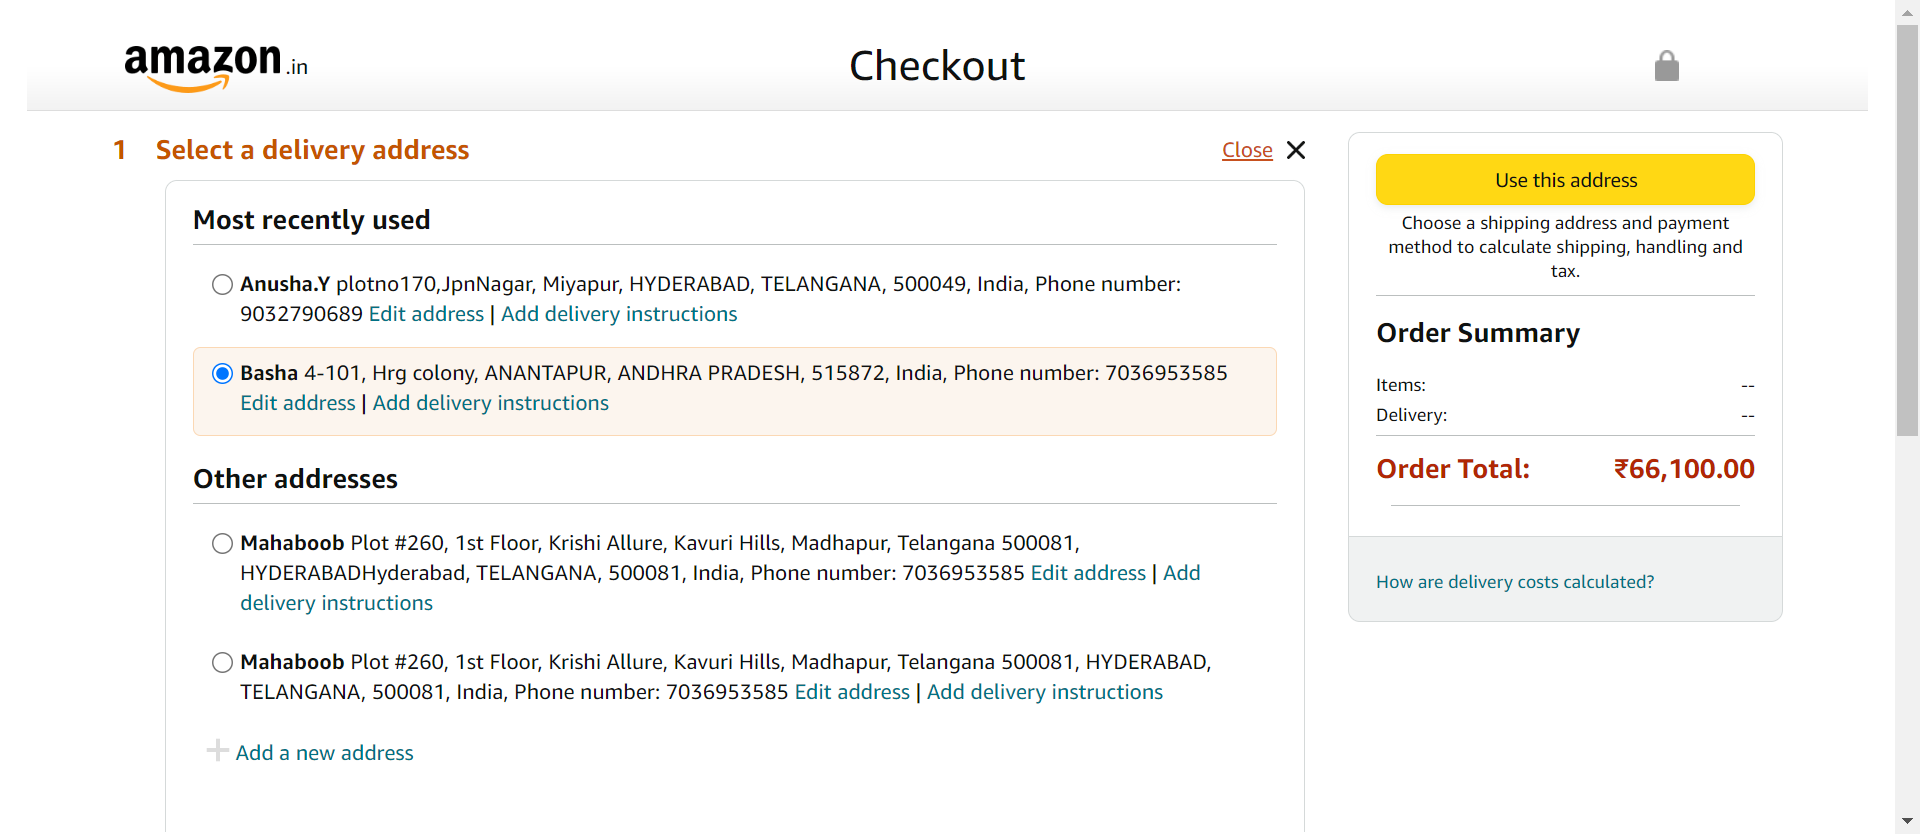 amazon.in
Checkout
1 Select a delivery address
Close
Most recently used
Anusha.Y plotno170,JpnNagar, Miyapur, HYDERABAD, TELANGANA, 500049, India, Phone number:
9032790689 Edit address | Add delivery instructions
Basha 4-101, Hrg colony, ANANTAPUR, ANDHRA PRADESH, 515872, India, Phone number: 7036953585
Edit address | Add delivery instructions
Other addresses
Mahaboob Plot #260, 1st Floor, Krishi Allure, Kavuri Hills, Madhapur, Telangana 500081,
HYDERABADHyderabad, TELANGANA, 500081, India, Phone number: 7036953585 Edit address | Add
delivery instructions
Mahaboob Plot #260, 1st Floor, Krishi Allure, Kavuri Hills, Madhapur, Telangana 500081, HYDERABAD,
TELANGANA, 500081, India, Phone number: 7036953585 Edit address | Add delivery instructions
Add a new address
Use this address
Choose a shipping address and payment
method to calculate shipping, handling and
tax.
Order Summary
Items: --
Delivery: --
Order Total: ₹66,100.00
How are delivery costs calculated?